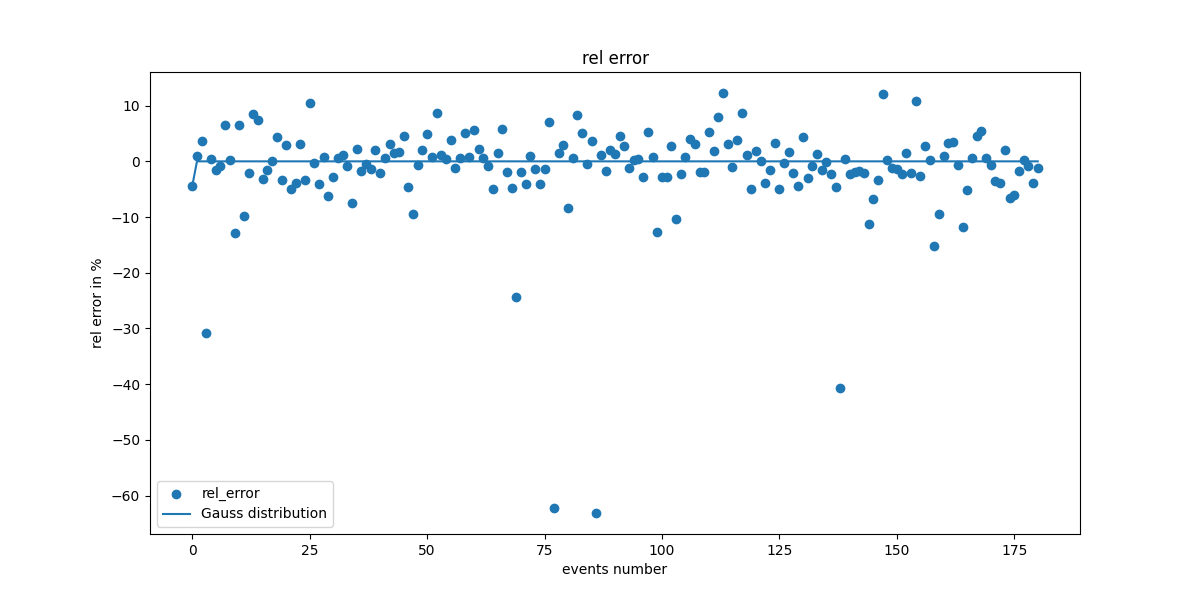 rel error
10
0
−10
−20
−30
−40
−50
−60
rel error in %
rel_error
Gauss distribution
0 25 50 75 100 125 150 175
events number